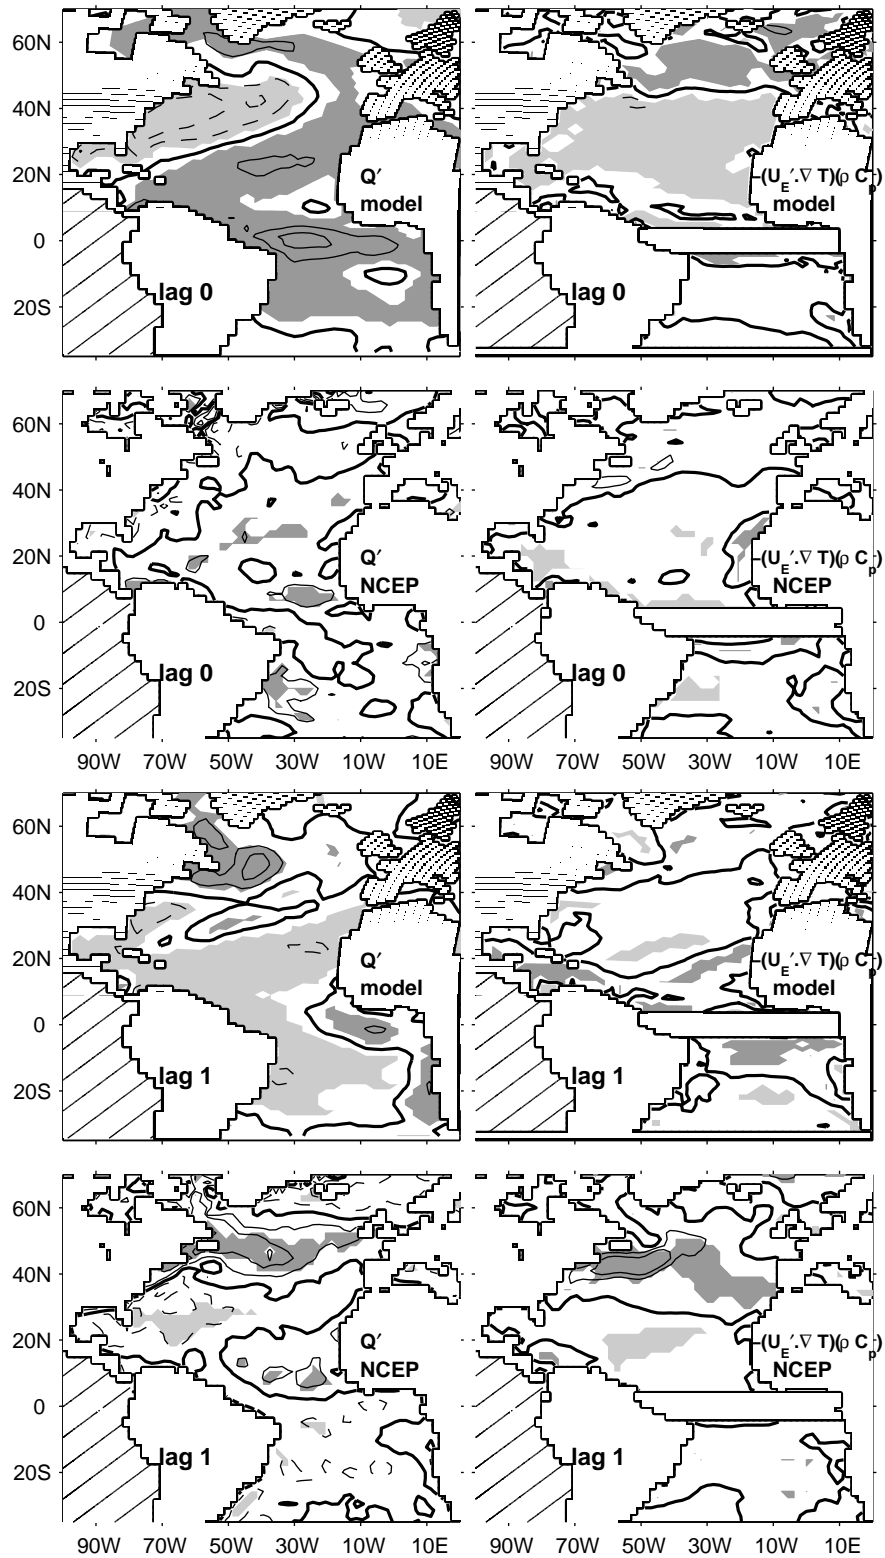 60N
40N
20N
0
20S
Q′
model
lag 0
−(U_E′.∇ T)(ρ C_p)
model
lag 0
60N
40N
20N
0
20S
Q′
NCEP
lag 0
−(U_E′.∇ T)(ρ C_p)
NCEP
lag 0
90W 70W 50W 30W 10W 10E
90W 70W 50W 30W 10W 10E
60N
40N
20N
0
20S
Q′
model
lag 1
−(U_E′.∇ T)(ρ C_p)
model
lag 1
60N
40N
20N
0
20S
Q′
NCEP
lag 1
−(U_E′.∇ T)(ρ C_p)
NCEP
lag 1
90W 70W 50W 30W 10W 10E
90W 70W 50W 30W 10W 10E